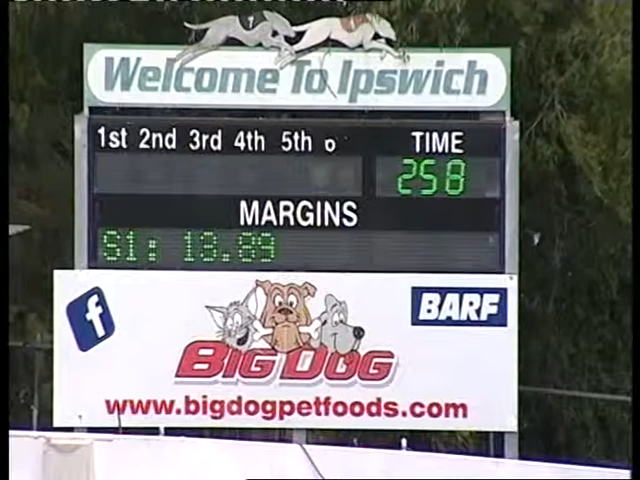 Welcome To Ipswich
1st 2nd 3rd 4th 5th TIME
258
MARGINS
S1: 13.89
f
BARF
BIG DOG
www.bigdogpetfoods.com